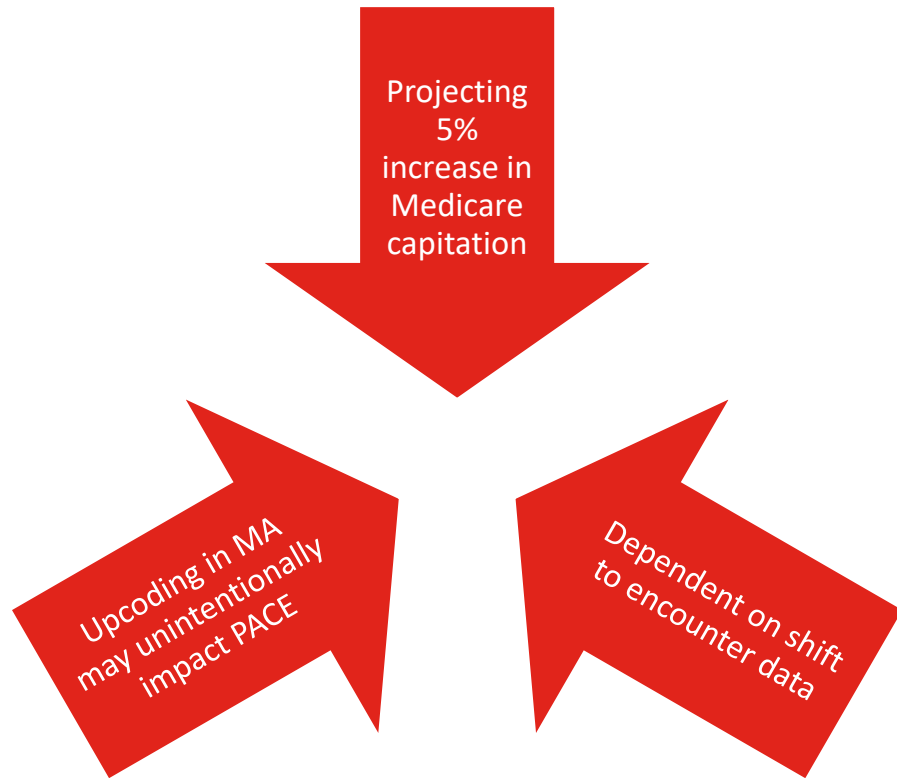 Projecting
5%
increase in
Medicare
capitation
Upcoding in MA
may unintentionally
impact PACE
Dependent on shift
to encounter data